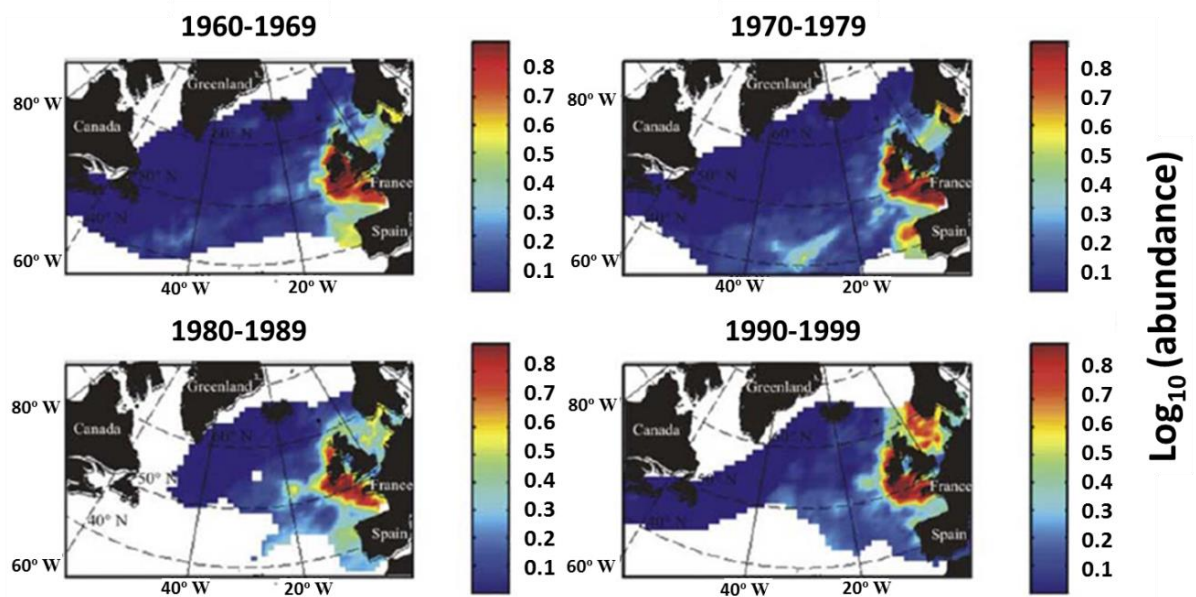 1960-1969
1970-1979
80° W
60° W
40° W
20° W
Canada
Greenland
France
Spain
60° N
50° N
40° N
0.8
0.7
0.6
0.5
0.4
0.3
0.2
0.1
80° W
60° W
40° W
20° W
Canada
Greenland
France
Spain
60° N
50° N
40° N
0.8
0.7
0.6
0.5
0.4
0.3
0.2
0.1
1980-1989
1990-1999
80° W
60° W
40° W
20° W
Canada
Greenland
France
Spain
60° N
50° N
40° N
0.8
0.7
0.6
0.5
0.4
0.3
0.2
0.1
80° W
60° W
40° W
20° W
Canada
Greenland
France
Spain
60° N
50° N
40° N
0.8
0.7
0.6
0.5
0.4
0.3
0.2
0.1
Log₁₀ (abundance)